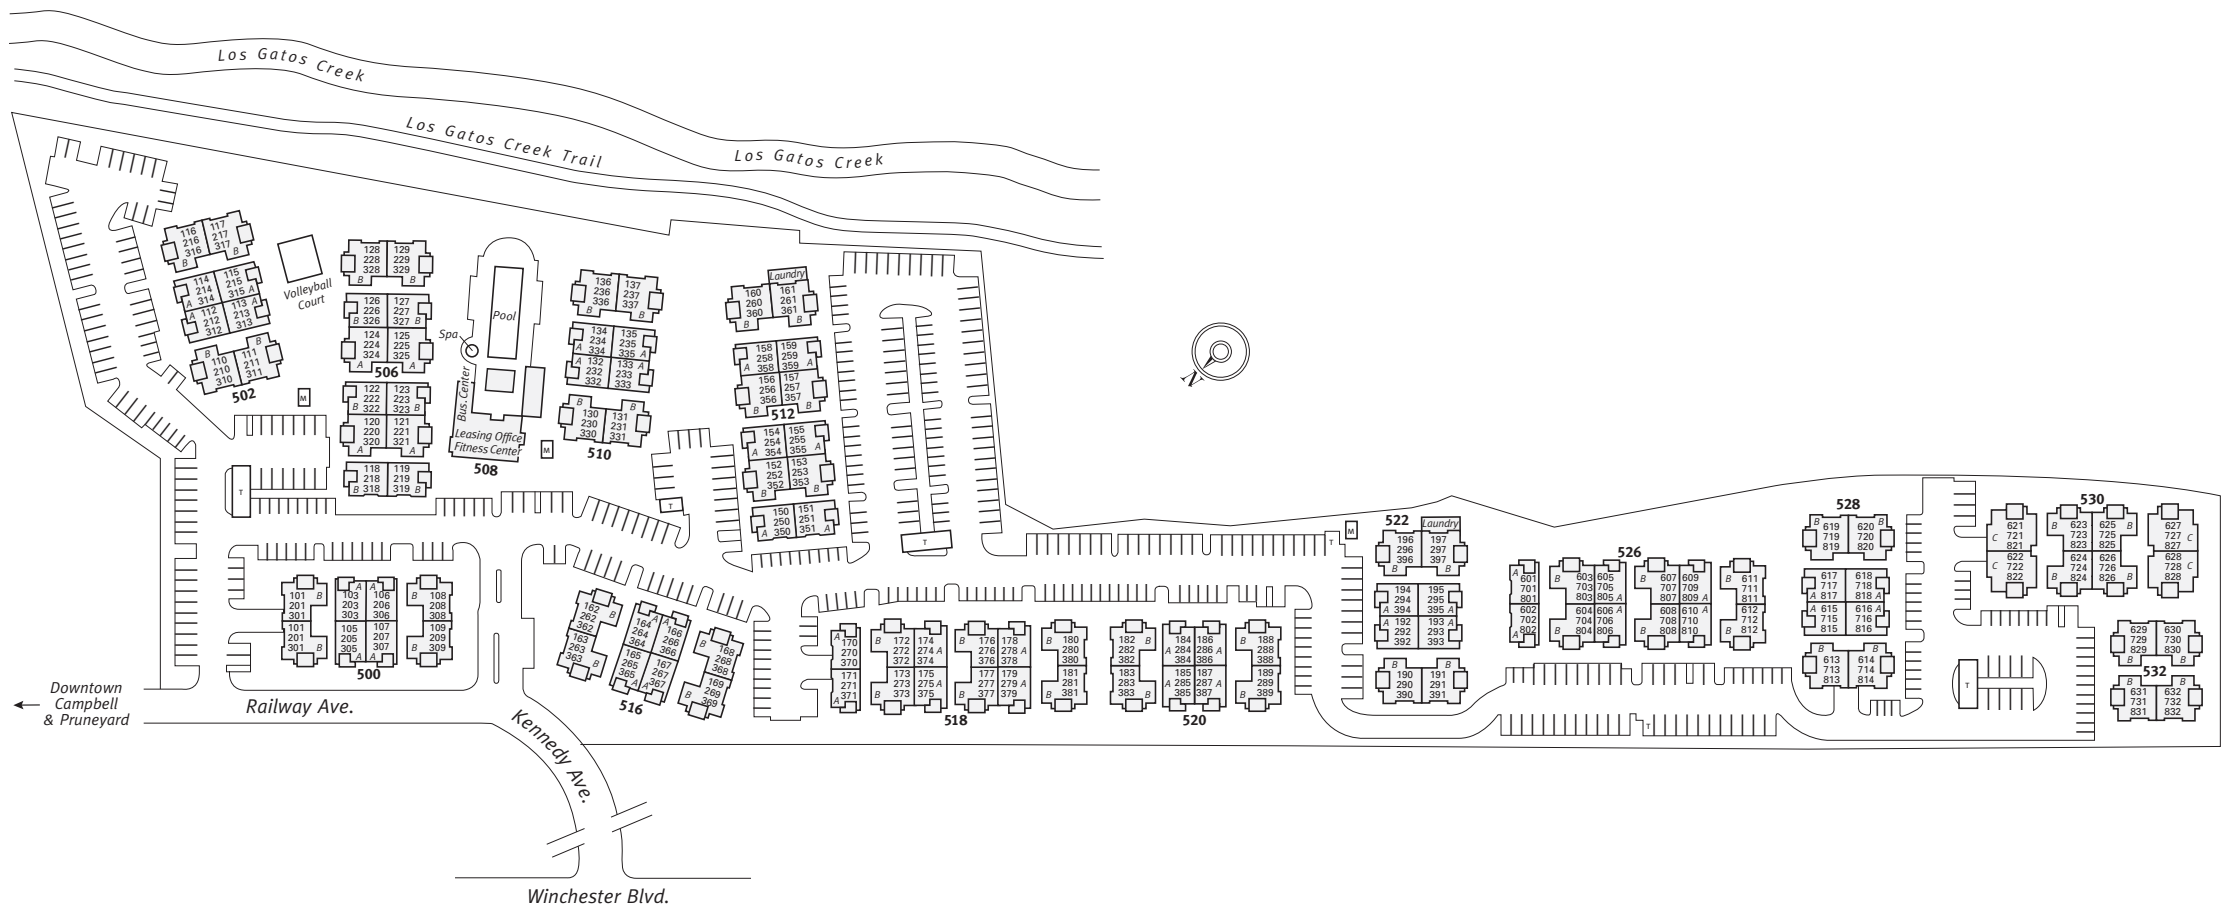 Los Gatos Creek
Los Gatos Creek Trail
Los Gatos Creek
116
216
316
B
117
217
317
B
114
214
314
A
115
215
315 A
A 112
212
312
113 A
213
313
B
110
210
310
B
111
211
311
502
Volleyball
Court
M
128
228
328
B
129
229
329
B
126
226
B 326
127
227
327 B
124
224
324
A
125
225
325
A
506
122
222
B 322
123
223
323 B
120
220
320
A
121
221
321
A
118
218
B 318
119
219
319 B
T
Pool
Spa
Bus.Center
Leasing Office
Fitness Center
508
M
136
236
336
B
137
237
337
B
134
234
A 334
135
235
335 A
A 132
232
332
133 A
233
333
B
130
230
330
B
131
231
331
510
T
Laundry
160
260
360
B
161
261
361
B
158
258
A 358
159
259
359 A
156
256
356
B
157
257
357
B
512
154
254
A 354
155
255 A
355
152
252
352
B
153
253
353
B
150
250
A 350
151
251
351 A
T
N
101
201
301
B
101
201
301
B
A
103
203
303
A
106
206
306
105
205
305
A
107
207
307
A
108
208
308
B
109
209
309
B
500
162
262
362
B
163
263
363
B
164
264
364
A
166
266
366
A
165
265
365
A
167
267
367
A
168
268
368
B
169
269
369
B
516
A
170
270
370
171
271
371
A
B
172
272
372
174
274 A
374
173
273
B 373
175
275 A
375
B
176
276
376
178
278 A
378
177
277
B 377
179
279 A
379
B
180
280
380
181
281
B 381
518
182
282
382
B
183
283
383 B
184
A 284
384
186
286 A
386
185
A 285
385
187
287 A
387
B
188
288
388
189
289
B 389
520
T
M
522
Laundry
196
296
396
B
197
297
397
B
194
294
A 394
195
295
395 A
A 192
292
392
193 A
293
393
B
190
290
390
B
191
291
391
A
601
701
801
602
702
802
A
526
B
603
703
803
605
705
805 A
604
704
B 804
606 A
706
806
B
607
707
807
609
709
809 A
608
708
B 808
610 A
710
810
B
611
711
811
612
712
B 812
T
528
B
619
719
819
B
620
720
820
617
717
A 817
618
718
818 A
A 615
715
815
616 A
716
816
B
613
713
813
B
614
714
814
621
721
C
821
622
C 722
822
530
B 623
723
823
625 B
725
825
624
724
B 824
626
726
826 B
627
727 C
827
628
728 C
828
629
729
829
B
630
730
830
B
532
B
631
731
831
B
632
732
832
T
Downtown
Campbell
& Pruneyard
Railway Ave.
Kennedy Ave.
Winchester Blvd.